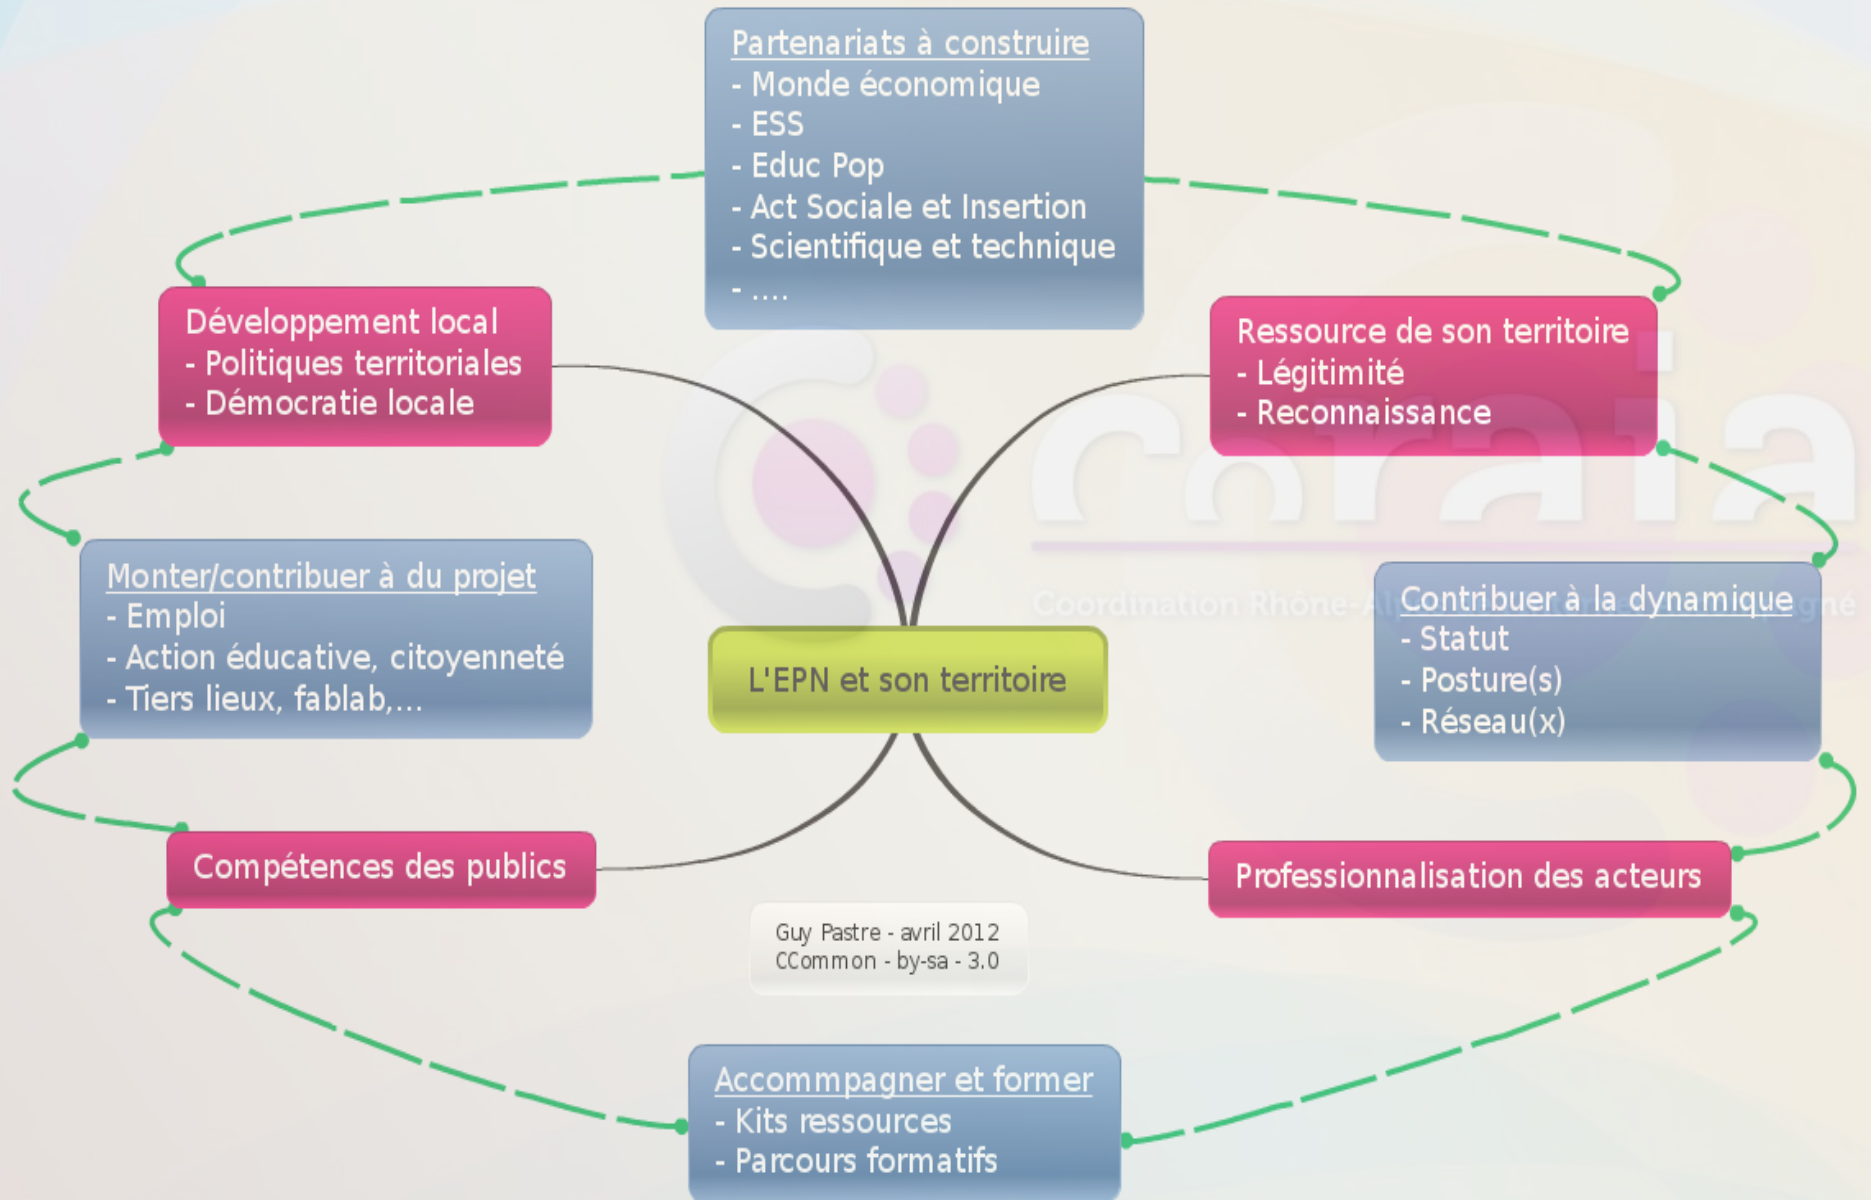 Partenariats à construire
- Monde économique
- ESS
- Educ Pop
- Act Sociale et Insertion
- Scientifique et technique
- ....
Développement local
- Politiques territoriales
- Démocratie locale
Ressource de son territoire
- Légitimité
- Reconnaissance
coraia
Coordination Rhône-
Monter/contribuer à du projet
- Emploi
- Action éducative, citoyenneté
- Tiers lieux, fablab,...
L'EPN et son territoire
Contribuer à la dynamique
- Statut
- Posture(s)
- Réseau(x)
Compétences des publics
Professionnalisation des acteurs
Guy Pastre - avril 2012
CCommon - by-sa - 3.0
Accommpagner et former
- Kits ressources
- Parcours formatifs